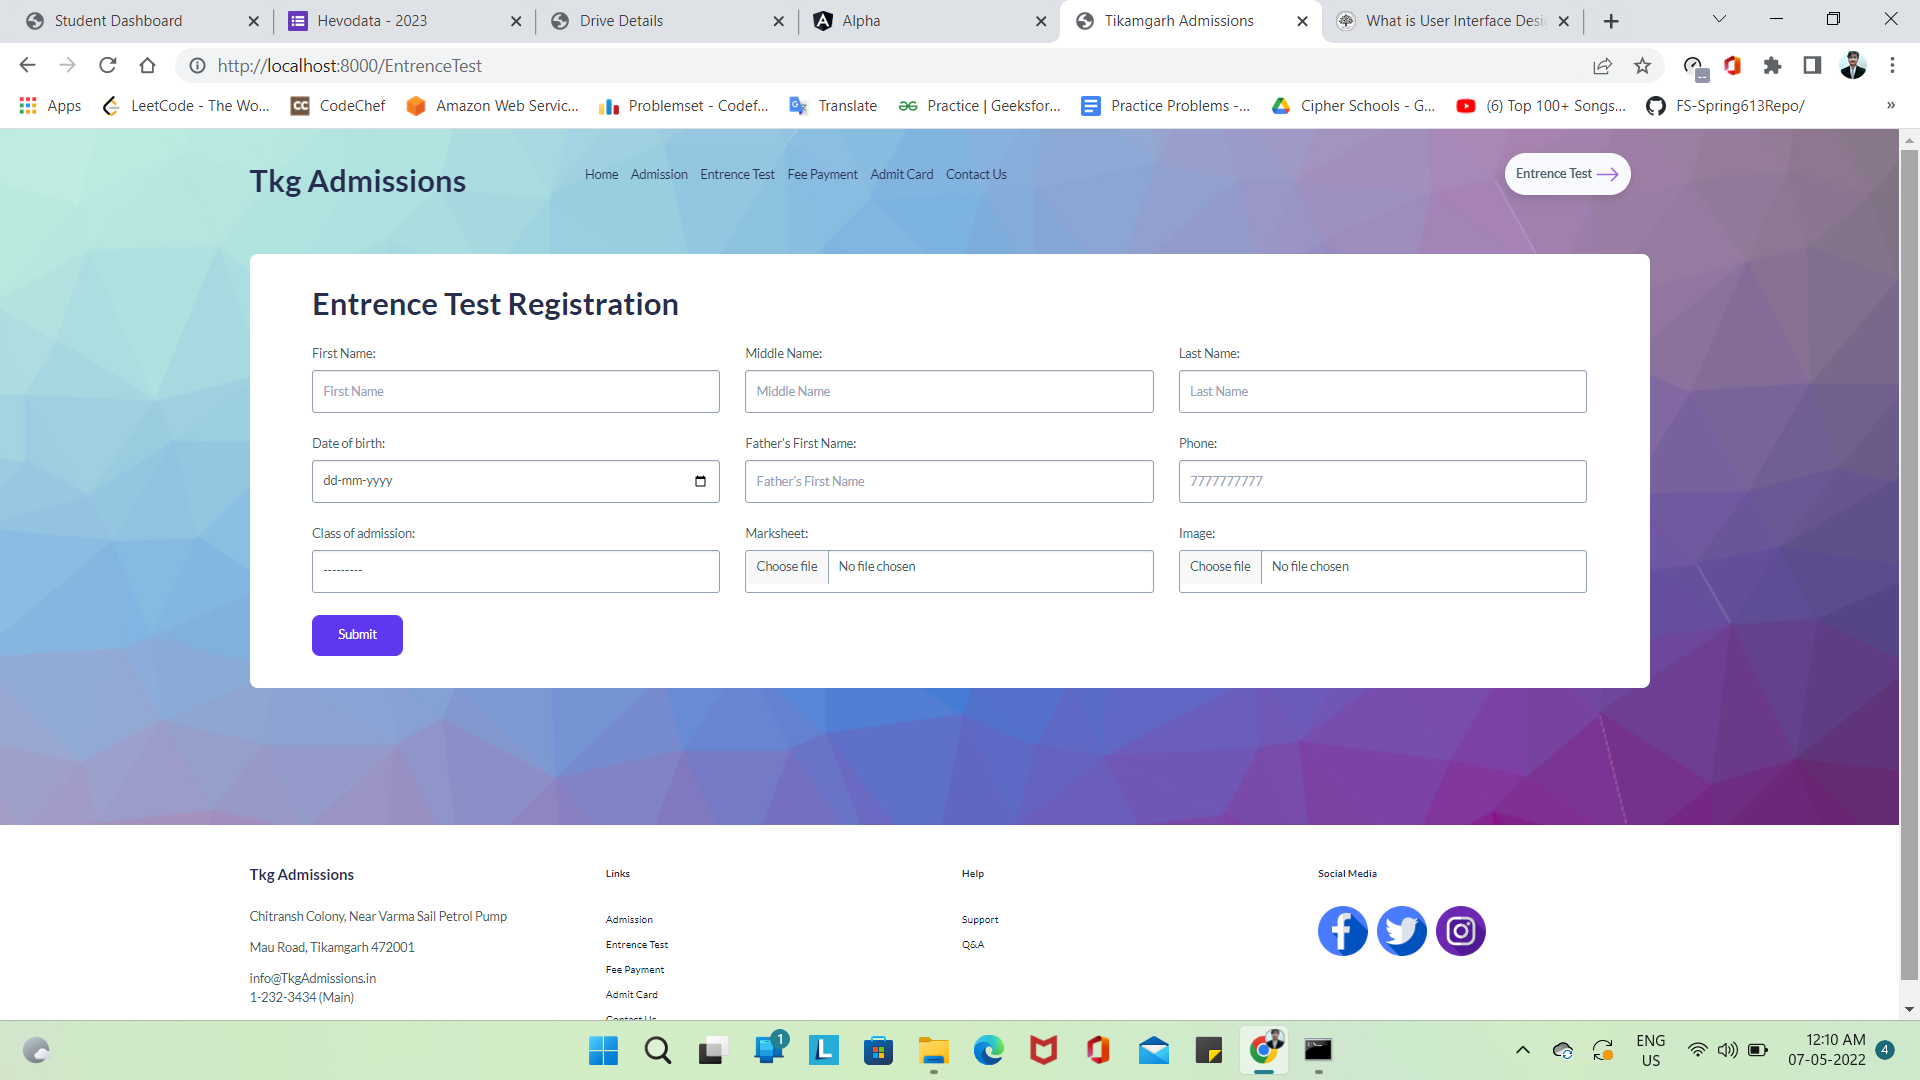 Student Dashboard
Hevodata - 2023
Drive Details
Alpha
Tikamgarh Admissions
What is User Interface Desi
http://localhost:8000/EntrenceTest
Apps
LeetCode - The Wo...
CC CodeChef
Amazon Web Servic...
Problemset - Codef...
Translate
Practice | Geeksfor...
Practice Problems -...
Cipher Schools - G...
(6) Top 100+ Songs...
FS-Spring613Repo/
»
Tkg Admissions
Home Admission Entrence Test Fee Payment Admit Card Contact Us
Entrence Test
Entrence Test Registration
First Name: Middle Name: Last Name:
First Name Middle Name Last Name
Date of birth: Father's First Name: Phone:
dd-mm-yyyy Father's First Name 7777777777
Class of admission: Marksheet: Image:
--------- Choose file No file chosen Choose file No file chosen
Submit
Tkg Admissions
Chitransh Colony, Near Varma Sail Petrol Pump
Mau Road, Tikamgarh 472001
info@TkgAdmissions.in
1-232-3434 (Main)
Links
Admission
Entrence Test
Fee Payment
Admit Card
Contact Us
Help
Support
Q&A
Social Media
1
L
ENG
US
12:10 AM
07-05-2022
4